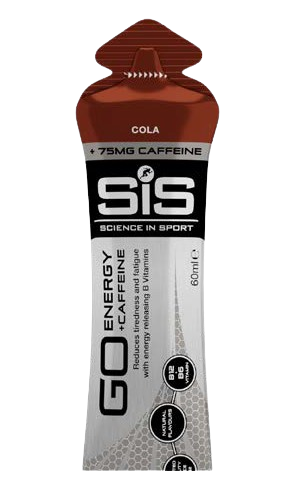 COLA
+ 75MG CAFFEINE
SiS
SCIENCE IN SPORT
GO ENERGY
+CAFFEINE
Reduces tiredness and fatigue
with energy releasing B Vitamins
60ml e
B12
B6
VITAMIN
NATURAL
FLAVOURS